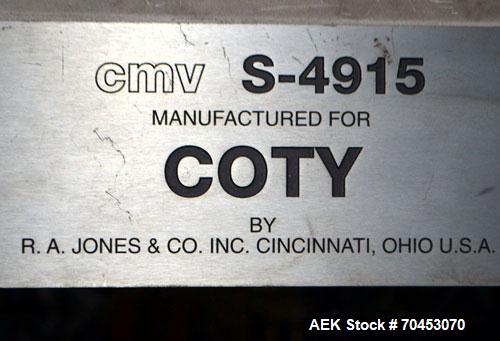 cmv S-4915
MANUFACTURED FOR
COTY
BY
R. A. JONES & CO. INC. CINCINNATI, OHIO U.S.A.
AEK Stock # 70453070